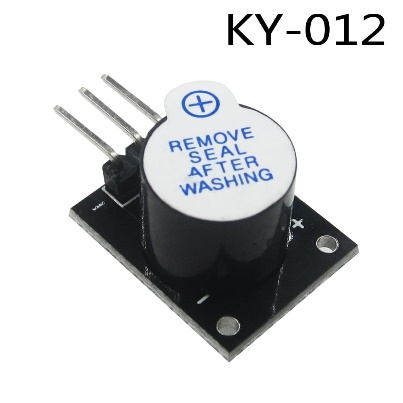 KY-012
+
REMOVE
SEAL
AFTER
WASHING
+
-